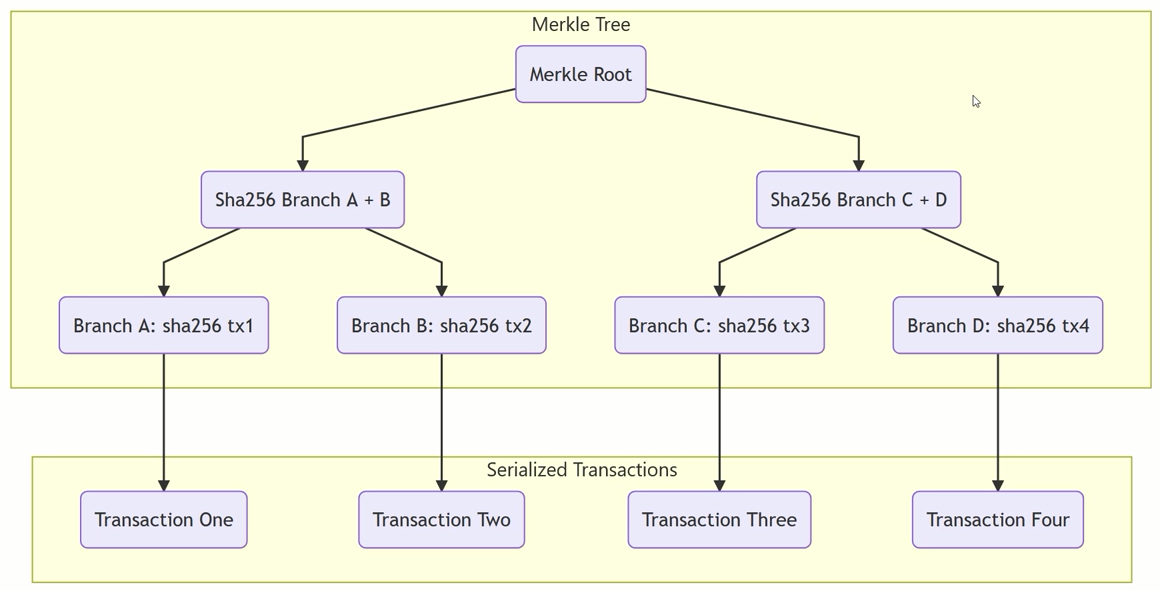 Merkle Tree
Merkle Root
Sha256 Branch A + B
Sha256 Branch C + D
Branch A: sha256 tx1
Branch B: sha256 tx2
Branch C: sha256 tx3
Branch D: sha256 tx4
Serialized Transactions
Transaction One
Transaction Two
Transaction Three
Transaction Four